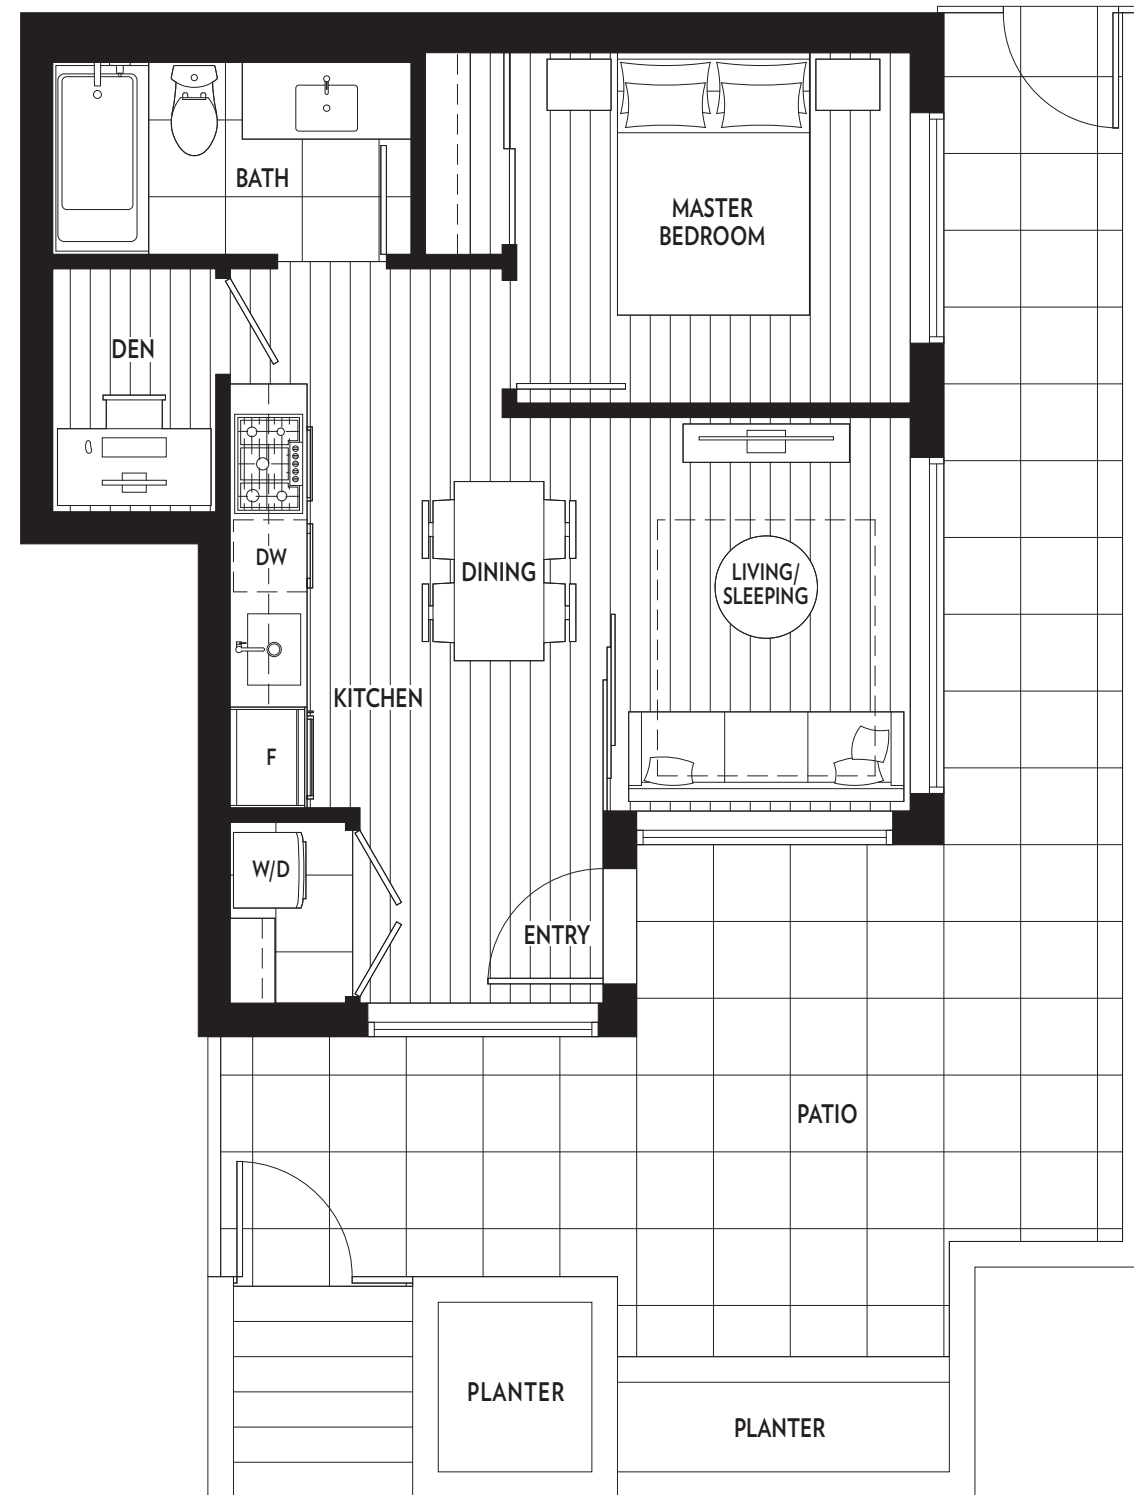 BATH
MASTER
BEDROOM
DEN
DW
DINING
LIVING/
SLEEPING
KITCHEN
F
W/D
ENTRY
PATIO
PLANTER
PLANTER